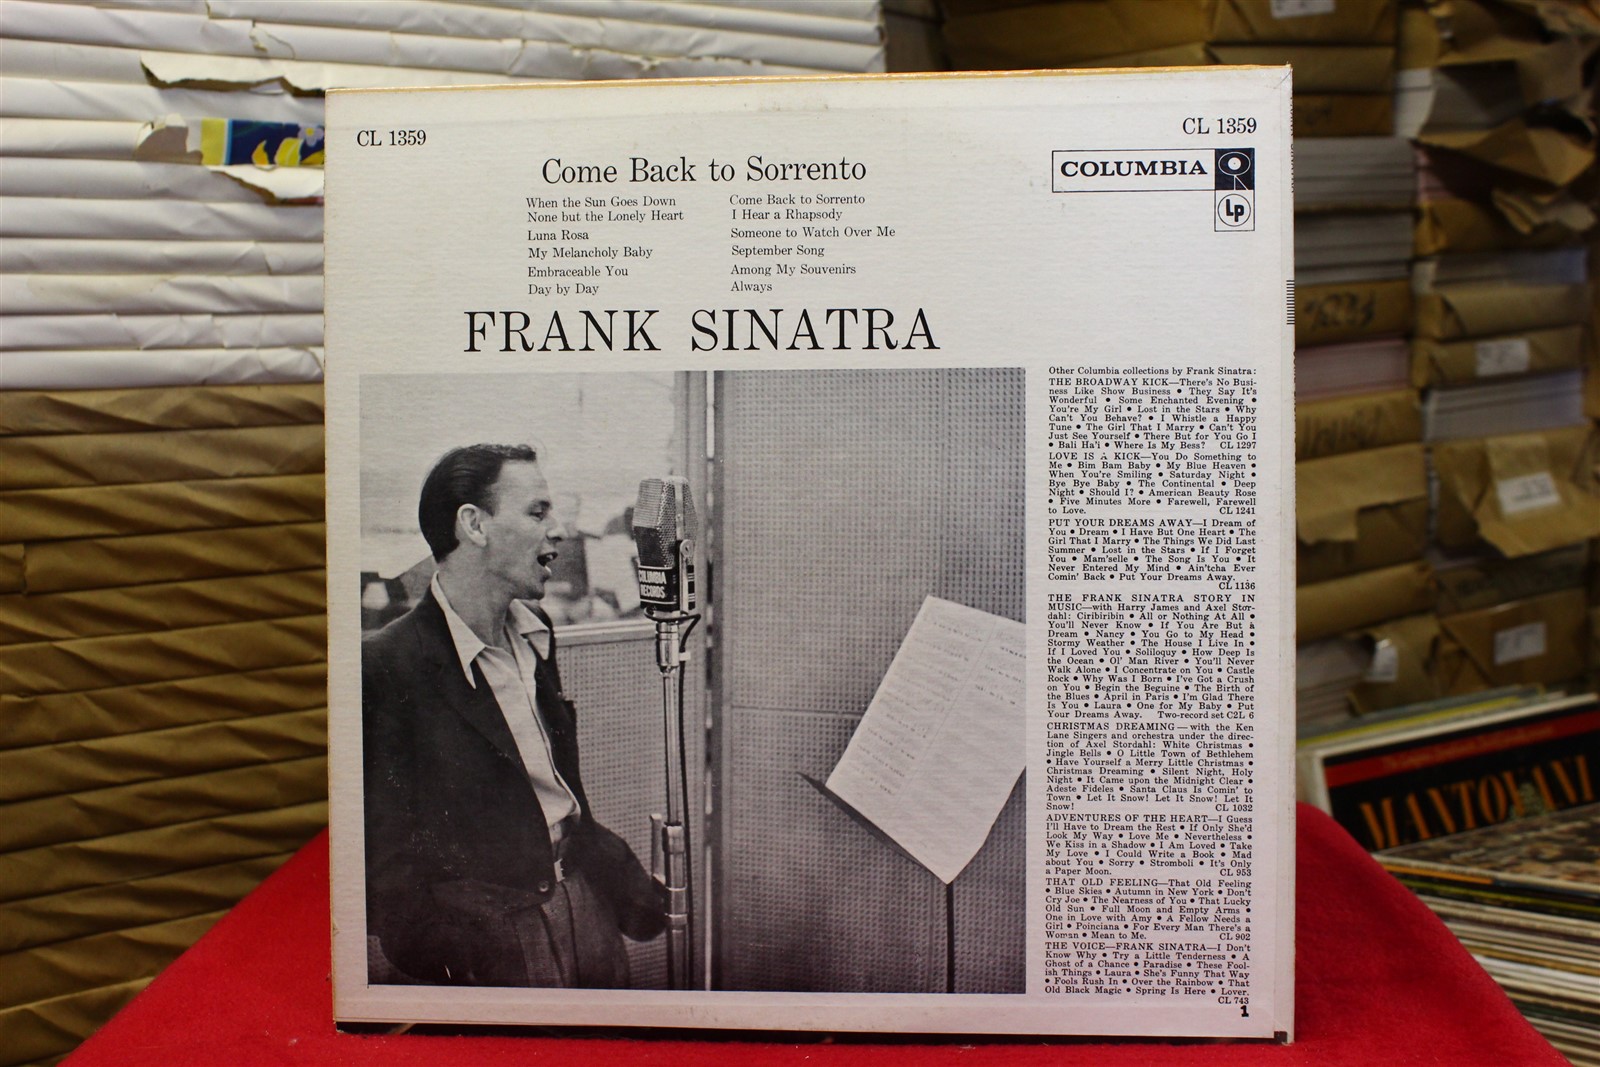 CL 1359
CL 1359
COLUMBIA
Lp
Come Back to Sorrento
When the Sun Goes Down
None but the Lonely Heart
Luna Rosa
My Melancholy Baby
Embraceable You
Day by Day
Come Back to Sorrento
I Hear a Rhapsody
Someone to Watch Over Me
September Song
Among My Souvenirs
Always
FRANK SINATRA
COLUMBIA
RECORDS
Other Columbia collections by Frank Sinatra:
THE BROADWAY KICK—There's No Busi-
ness Like Show Business • They Say It's
Wonderful • Some Enchanted Evening •
You're My Girl • Lost in the Stars • Why
Can't You Behave? • I Whistle a Happy
Tune • The Girl That I Marry • Can't You
Just See Yourself • There But for You Go I
• Bali Ha'i • Where Is My Bess? CL 1297
LOVE IS A KICK—You Do Something to
Me • Bim Bam Baby • My Blue Heaven •
When You're Smiling • Saturday Night •
Bye Bye Baby • The Continental • Deep
Night • Should I? • American Beauty Rose
• Five Minutes More • Farewell, Farewell
to Love. CL 1241
PUT YOUR DREAMS AWAY—I Dream of
You • Dream • I Have But One Heart • The
Girl That I Marry • The Things We Did Last
Summer • Lost in the Stars • If I Forget
You • Mam'selle • The Song Is You • It
Never Entered My Mind • Ain'tcha Ever
Comin' Back • Put Your Dreams Away.
CL 1136
THE FRANK SINATRA STORY IN
MUSIC—with Harry James and Axel Stor-
dahl: Ciribiribin • All or Nothing At All •
You'll Never Know • If You Are But a
Dream • Nancy • You Go to My Head •
Stormy Weather • The House I Live In •
If I Loved You • Soliloquy • How Deep Is
the Ocean • Ol' Man River • You'll Never
Walk Alone • I Concentrate on You • Castle
Rock • Why Was I Born • I've Got a Crush
on You • Begin the Beguine • The Birth of
the Blues • April in Paris • I'm Glad There
Is You • Laura • One for My Baby • Put
Your Dreams Away. Two-record set C2L 6
CHRISTMAS DREAMING—with the Ken
Lane Singers and orchestra under the direc-
tion of Axel Stordahl: White Christmas •
Jingle Bells • O Little Town of Bethlehem
• Have Yourself a Merry Little Christmas •
Christmas Dreaming • Silent Night, Holy
Night • It Came upon the Midnight Clear •
Adeste Fideles • Santa Claus Is Comin' to
Town • Let It Snow! Let It Snow! Let It
Snow! CL 1032
ADVENTURES OF THE HEART—I Guess
I'll Have to Dream the Rest • If Only She'd
Look My Way • Love Me • Nevertheless •
We Kiss in a Shadow • I Am Loved • Take
My Love • I Could Write a Book • Mad
about You • Sorry • Stromboli • It's Only
a Paper Moon. CL 953
THAT OLD FEELING—That Old Feeling
• Blue Skies • Autumn in New York • Don't
Cry Joe • The Nearness of You • That Lucky
Old Sun • Full Moon and Empty Arms •
One in Love with Amy • A Fellow Needs a
Girl • Poinciana • For Every Man There's a
Woman • Mean to Me. CL 902
THE VOICE—FRANK SINATRA—I Don't
Know Why • Try a Little Tenderness • A
Ghost of a Chance • Paradise • These Fool-
ish Things • Laura • She's Funny That Way
• Fools Rush In • Over the Rainbow • That
Old Black Magic • Spring Is Here • Lover.
CL 743
1
MANTOVANI